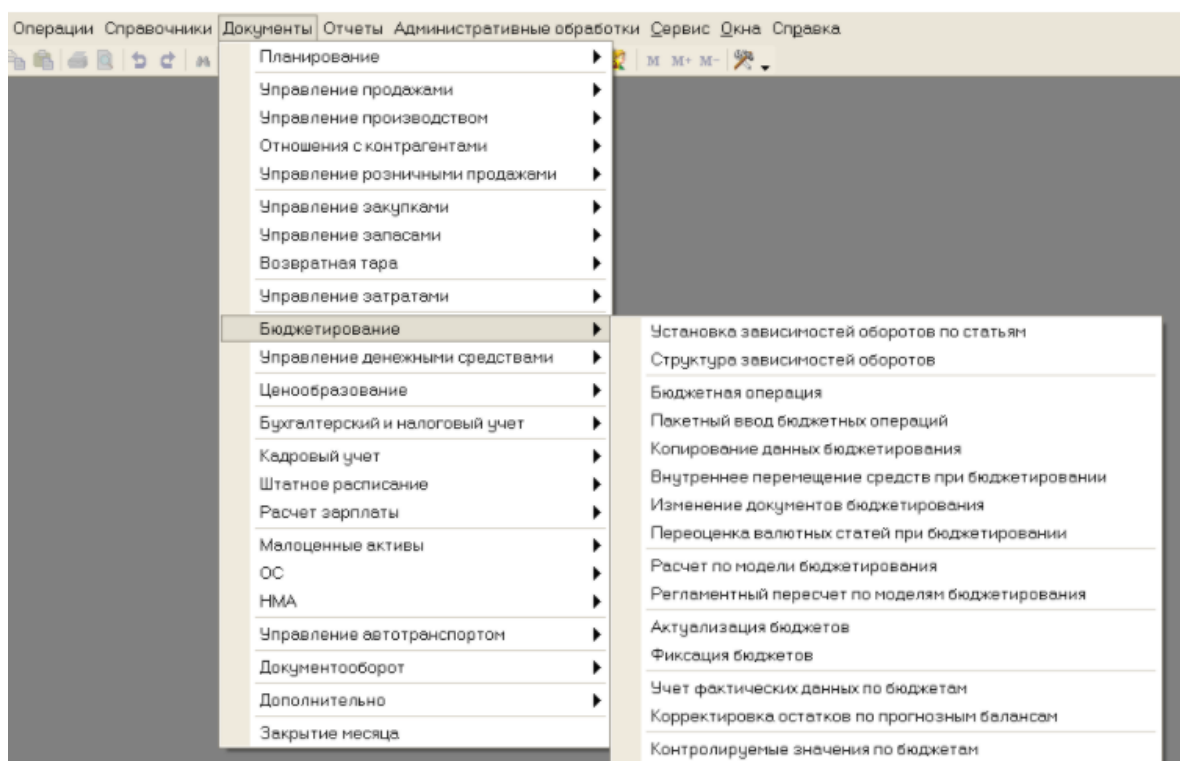 Операции Справочники Документы Отчеты Административные обработки Сервис Окна Справка
M M+ M-
Планирование
Управление продажами
Управление производством
Отношения с контрагентами
Управление розничными продажами
Управление закупками
Управление запасами
Возвратная тара
Управление затратами
Бюджетирование
Управление денежными средствами
Ценообразование
Бухгалтерский и налоговый учет
Кадровый учет
Штатное расписание
Расчет зарплаты
Малоценные активы
ОС
НМА
Управление автотранспортом
Документооборот
Дополнительно
Закрытие месяца
Установка зависимостей оборотов по статьям
Структура зависимостей оборотов
Бюджетная операция
Пакетный ввод бюджетных операций
Копирование данных бюджетирования
Внутреннее перемещение средств при бюджетировании
Изменение документов бюджетирования
Переоценка валютных статей при бюджетировании
Расчет по модели бюджетирования
Регламентный пересчет по моделям бюджетирования
Актуализация бюджетов
Фиксация бюджетов
Учет фактических данных по бюджетам
Корректировка остатков по прогнозным балансам
Контролируемые значения по бюджетам